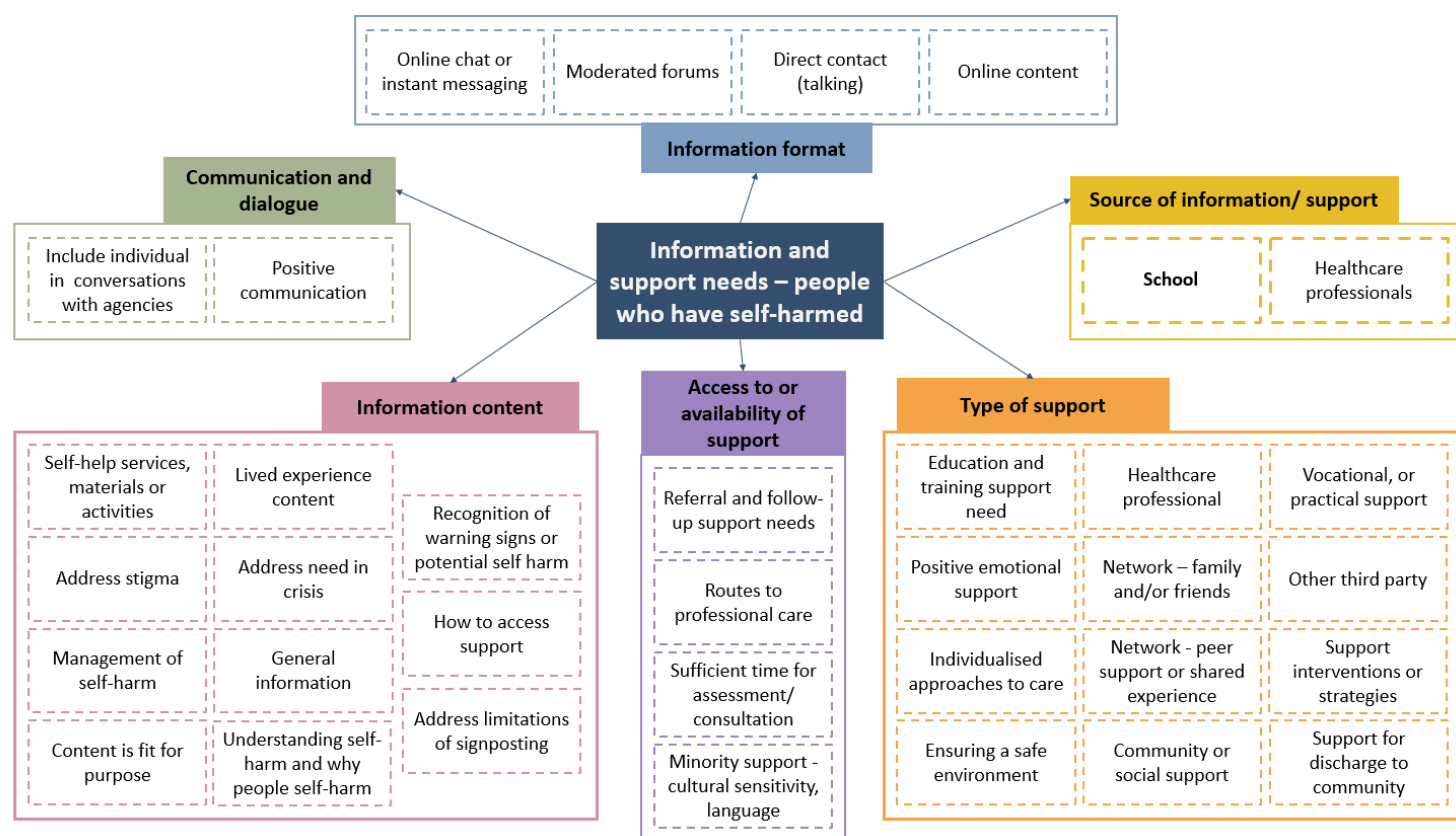 Online chat or
instant messaging
Moderated forums
Direct contact
(talking)
Online content
Information format
Communication and
dialogue
Include individual
in  conversations
with agencies
Positive
communication
Information and
support needs – people
who have self-harmed
Source of information/ support
School
Healthcare
professionals
Information content
Self-help services,
materials or
activities
Lived experience
content
Recognition of
warning signs or
potential self harm
Address stigma
Address need in
crisis
How to access
support
Management of
self-harm
General
information
Address limitations
of signposting
Content is fit for
purpose
Understanding self-
harm and why
people self-harm
Access to or
availability of
support
Referral and follow-
up support needs
Routes to
professional care
Sufficient time for
assessment/
consultation
Minority support -
cultural sensitivity,
language
Type of support
Education and
training support
need
Healthcare
professional
Vocational, or
practical support
Positive emotional
support
Network – family
and/or friends
Other third party
Individualised
approaches to care
Network - peer
support or shared
experience
Support
interventions or
strategies
Ensuring a safe
environment
Community or
social support
Support for
discharge to
community